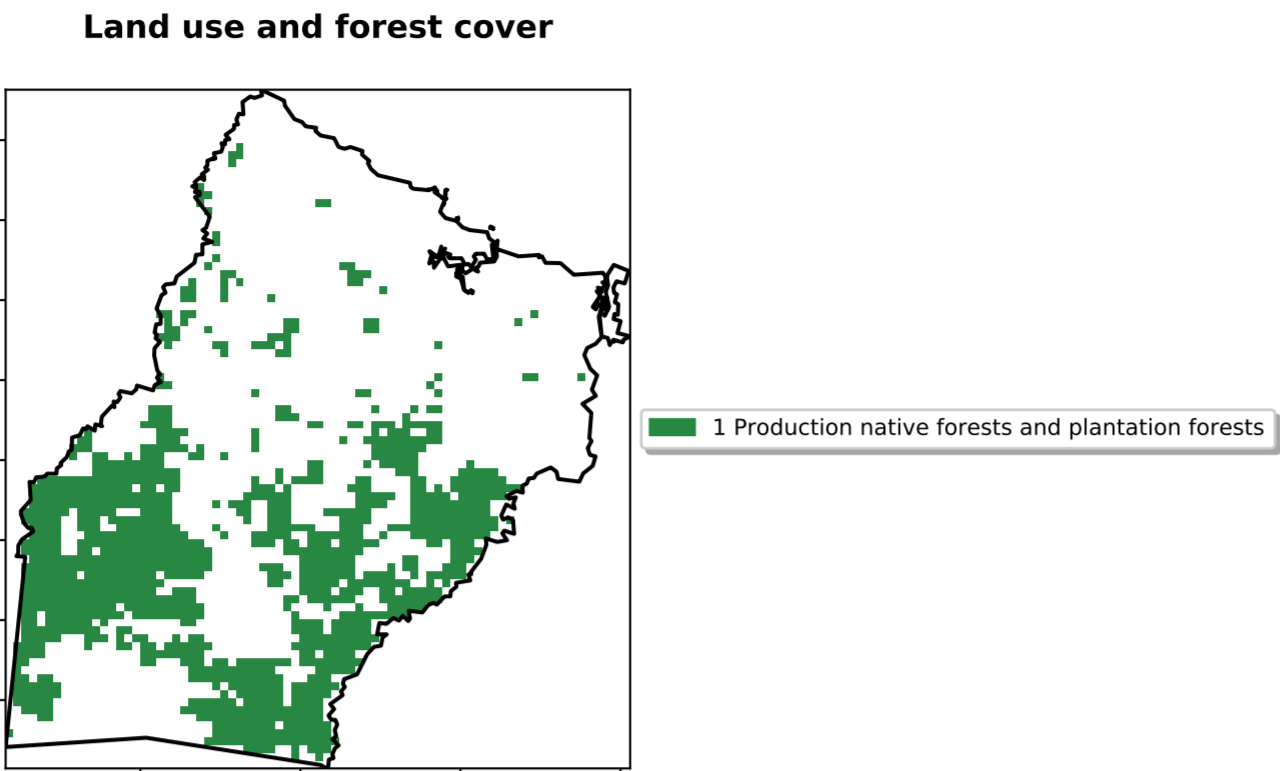 Land use and forest cover
1 Production native forests and plantation forests